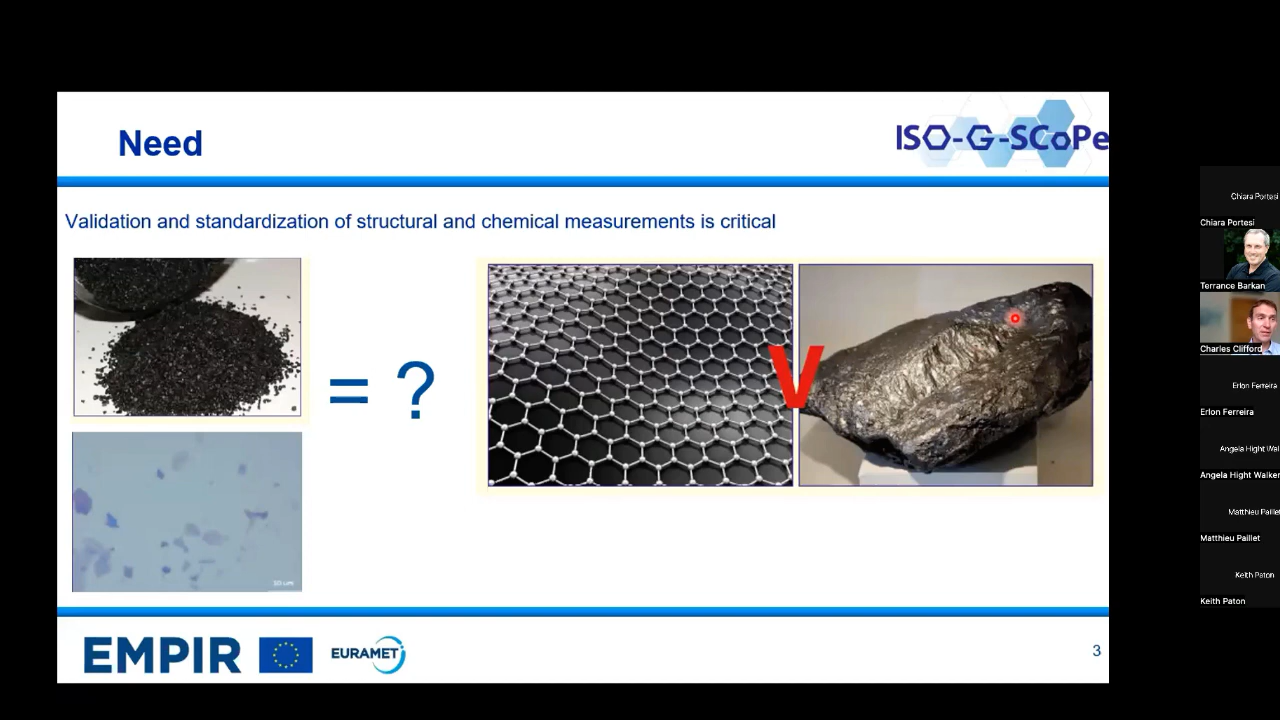 Need
ISO-G-SCoPe
Validation and standardization of structural and chemical measurements is critical
= ?
V
EMPIR
EURAMET
3
Chiara Portesi
Chiara Portesi
Terrance Barkan
Charles Clifford
Erlon Ferreira
Erlon Ferreira
Angela Hight Wal
Angela Hight Walker
Matthieu Paillet
Matthieu Paillet
Keith Paton
Keith Paton